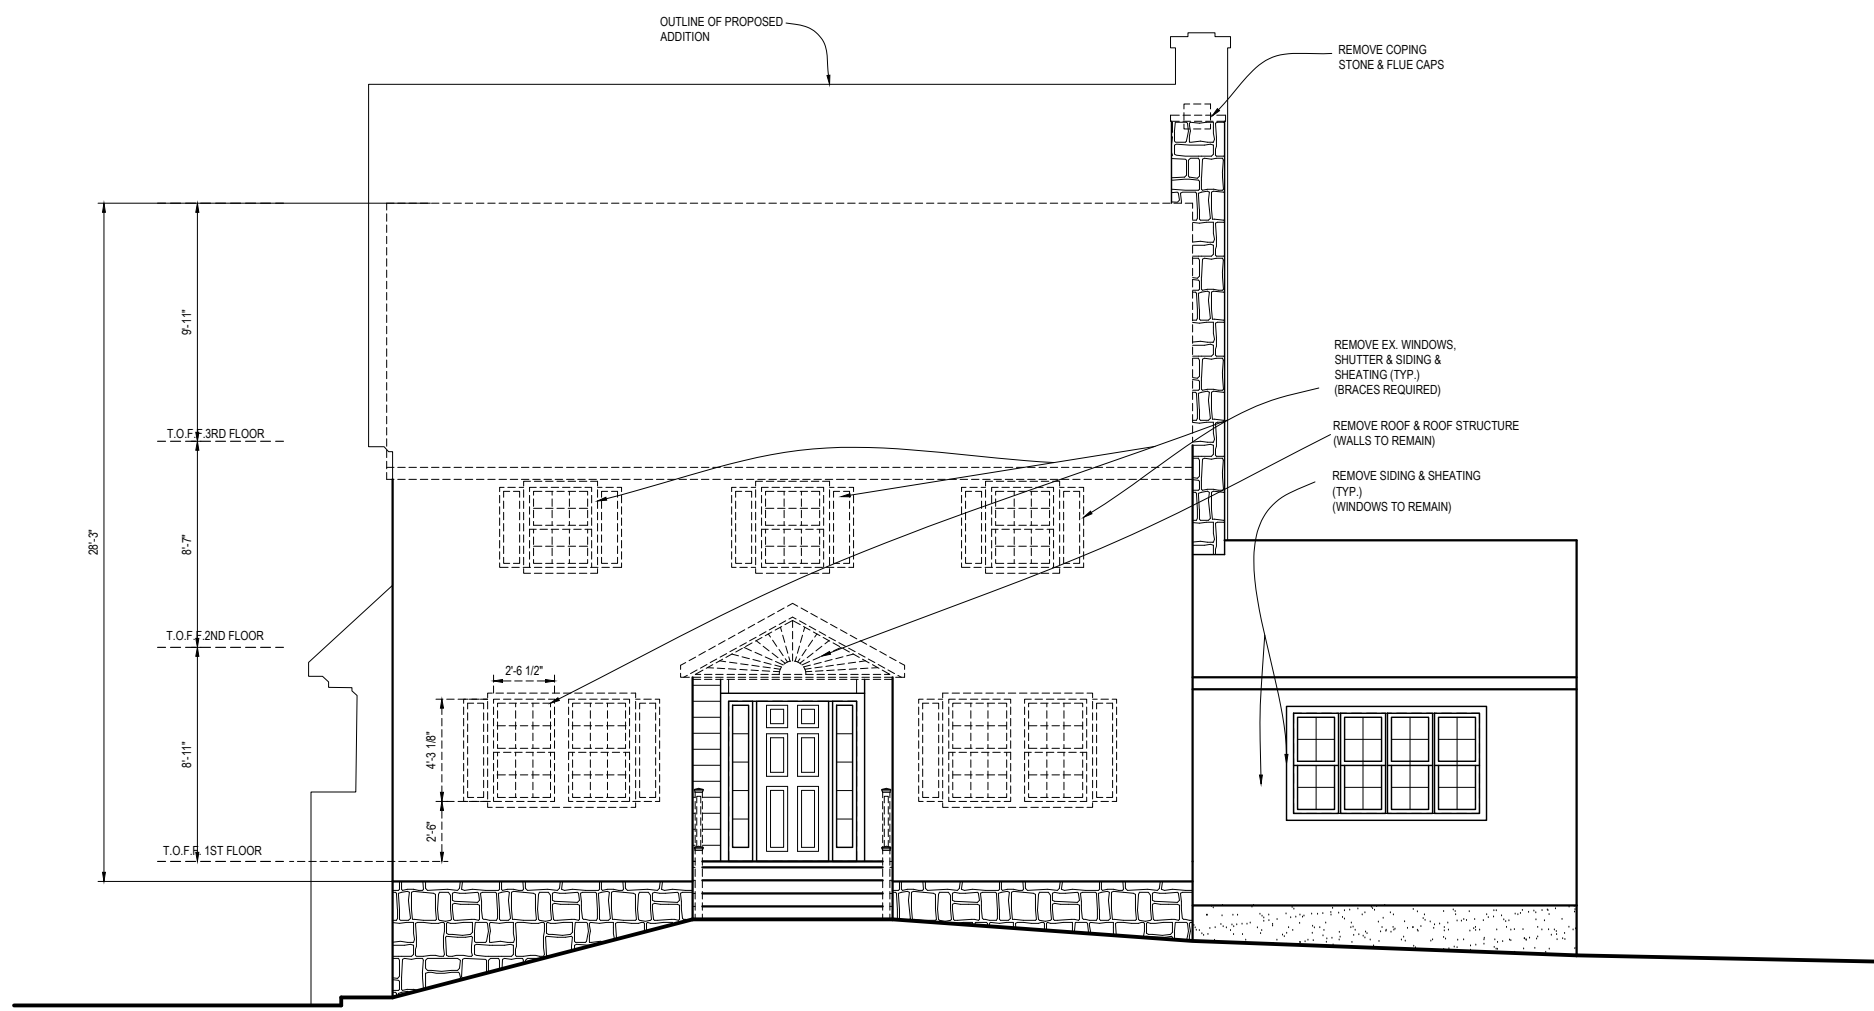 OUTLINE OF PROPOSED
ADDITION
REMOVE COPING
STONE & FLUE CAPS
9'-11"
REMOVE EX. WINDOWS,
SHUTTER & SIDING &
SHEATING (TYP.)
(BRACES REQUIRED)
T.O.F.F.3RD FLOOR
REMOVE ROOF & ROOF STRUCTURE
(WALLS TO REMAIN)
REMOVE SIDING & SHEATING
(TYP.)
(WINDOWS TO REMAIN)
28'-3"
8'-7"
T.O.F.F.2ND FLOOR
2'-6 1/2"
8'-11"
4'-3 1/8"
2'-6"
T.O.F.F. 1ST FLOOR